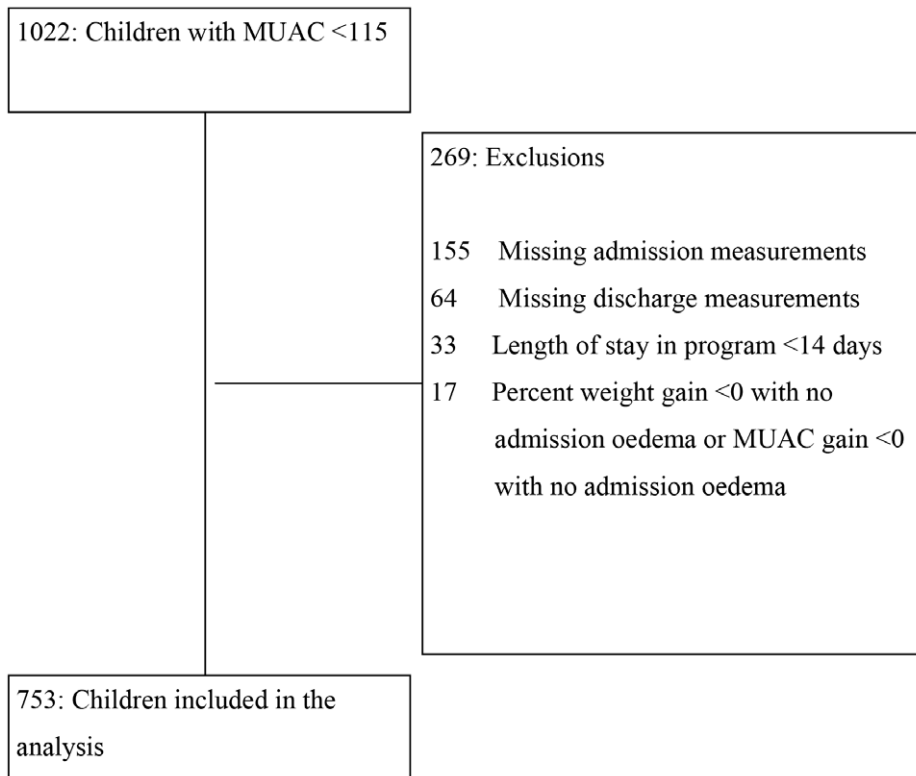 1022: Children with MUAC <115
269: Exclusions
155 Missing admission measurements
64 Missing discharge measurements
33 Length of stay in program <14 days
17 Percent weight gain <0 with no
admission oedema or MUAC gain <0
with no admission oedema
753: Children included in the
analysis